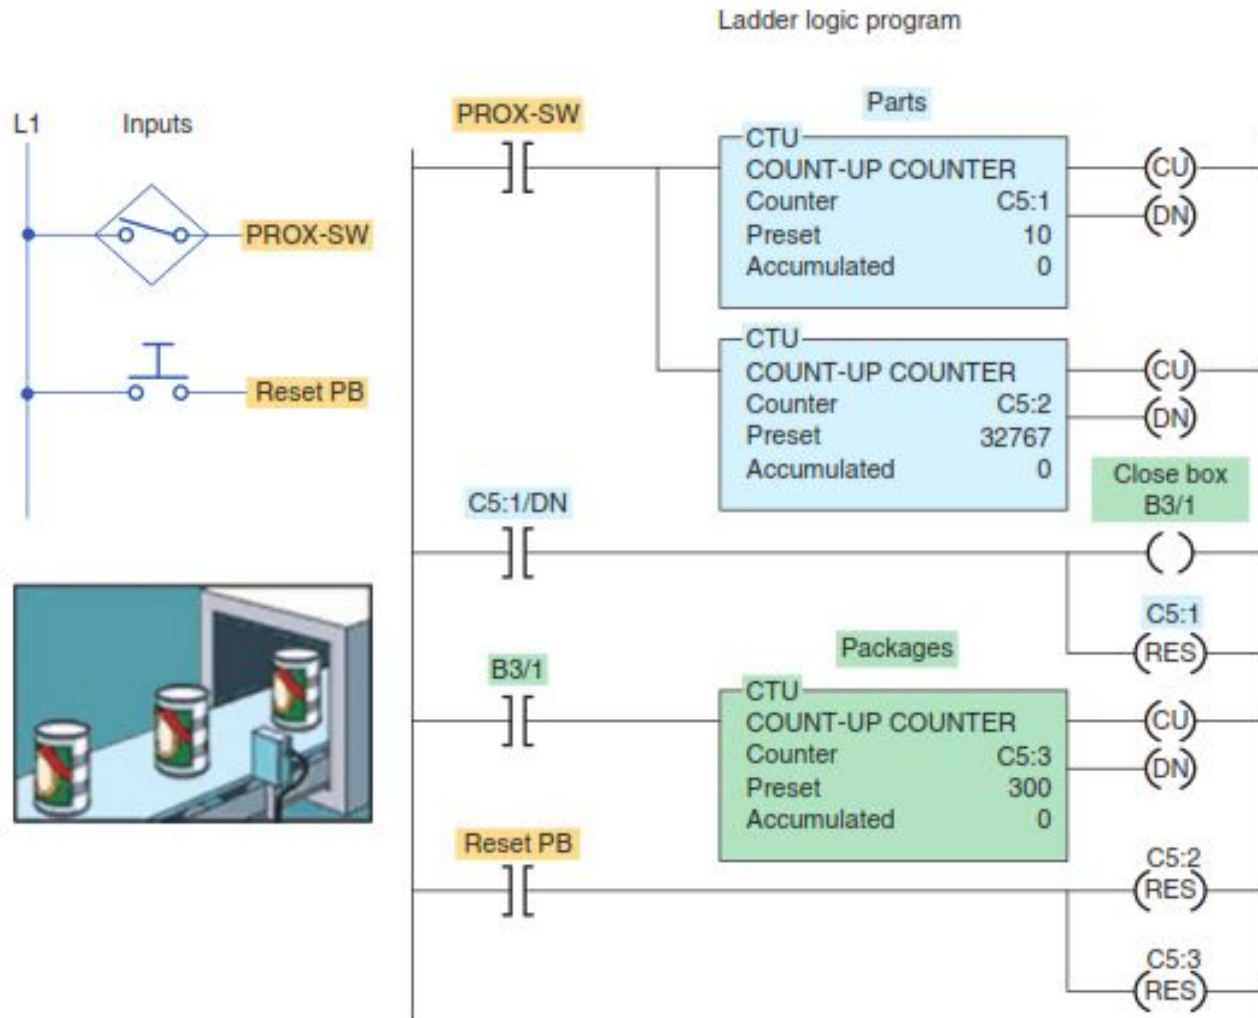 Ladder logic program
L1
Inputs
PROX-SW
Reset PB
PROX-SW
Parts
CTU
COUNT-UP COUNTER
Counter C5:1
Preset 10
Accumulated 0
CU
DN
CTU
COUNT-UP COUNTER
Counter C5:2
Preset 32767
Accumulated 0
CU
DN
C5:1/DN
Close box
B3/1
C5:1
RES
B3/1
Packages
CTU
COUNT-UP COUNTER
Counter C5:3
Preset 300
Accumulated 0
CU
DN
Reset PB
C5:2
RES
C5:3
RES